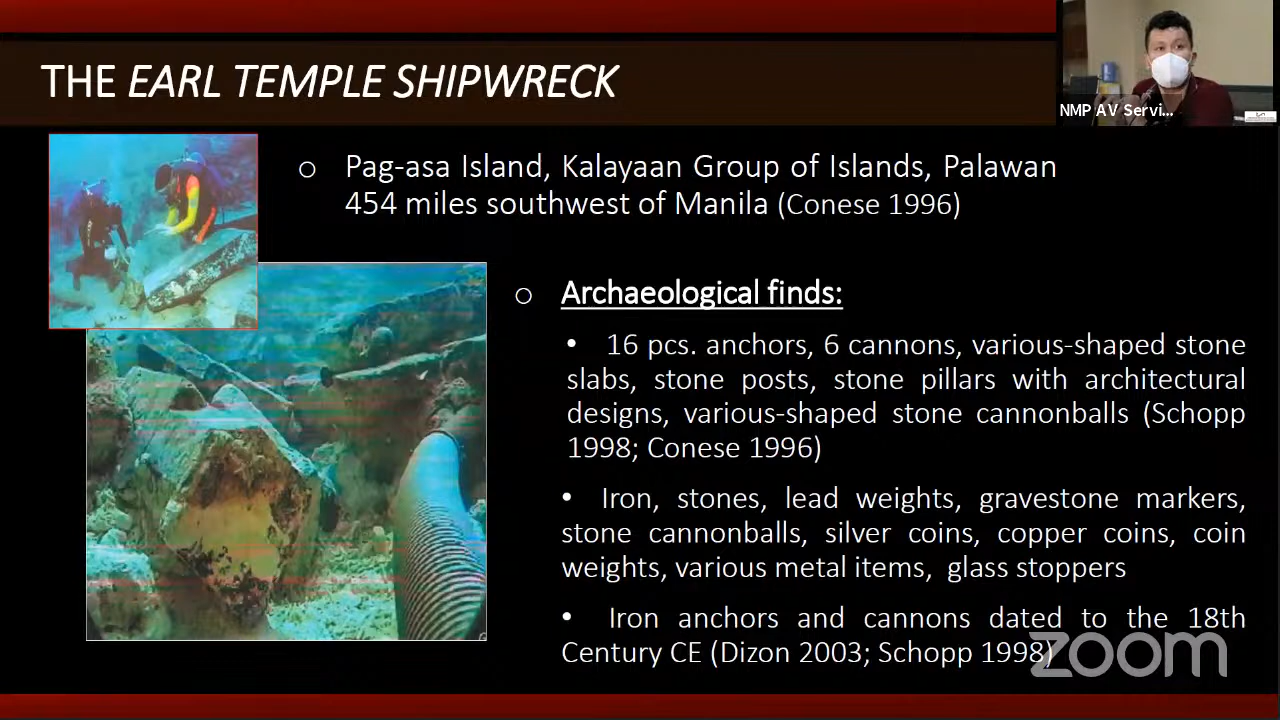 THE EARL TEMPLE SHIPWRECK
NMP AV Servi...
○ Pag-asa Island, Kalayaan Group of Islands, Palawan
454 miles southwest of Manila (Conese 1996)
○ Archaeological finds:
• 16 pcs. anchors, 6 cannons, various-shaped stone
slabs, stone posts, stone pillars with architectural
designs, various-shaped stone cannonballs (Schopp
1998; Conese 1996)
• Iron, stones, lead weights, gravestone markers,
stone cannonballs, silver coins, copper coins, coin
weights, various metal items, glass stoppers
• Iron anchors and cannons dated to the 18th
Century CE (Dizon 2003; Schopp 1998)
zoom